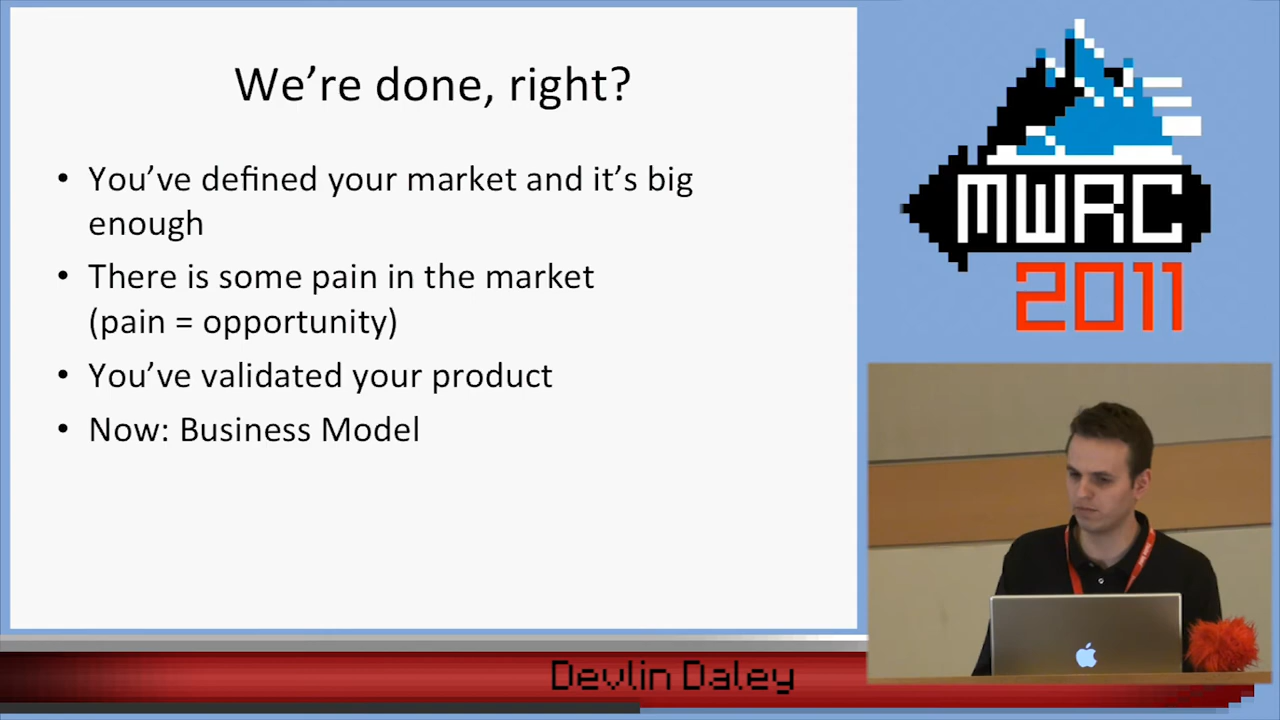 We're done, right?
• You've defined your market and it's big
enough
• There is some pain in the market
(pain = opportunity)
• You've validated your product
• Now: Business Model
MWRC
2011
Devlin Daley